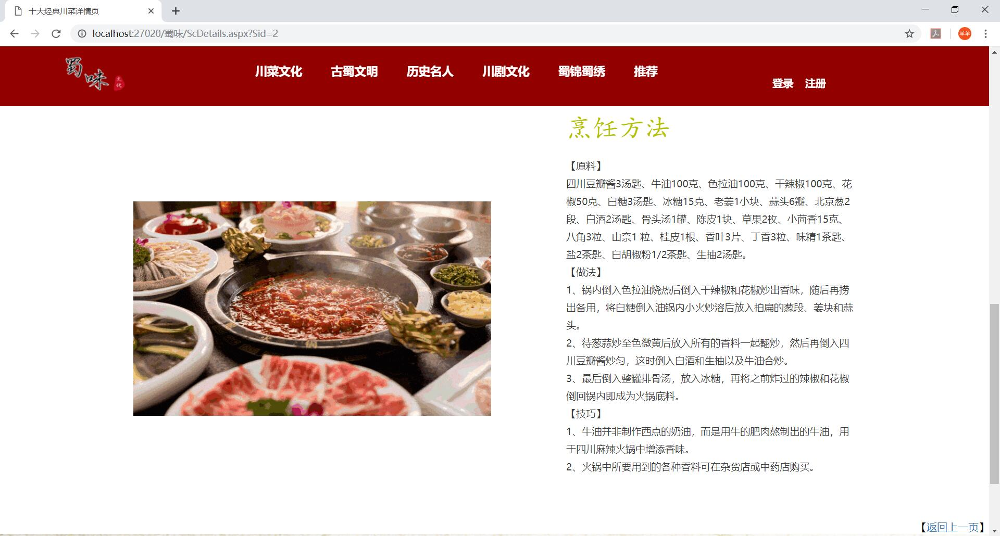 十大经典川菜详情页
localhost:27020/蜀味/ScDetails.aspx?Sid=2
羊羊
蜀味
文化
川菜文化 古蜀文明 历史名人 川剧文化 蜀锦蜀绣 推荐
登录 注册
烹饪方法
【原料】
四川豆瓣酱3汤匙、牛油100克、色拉油100克、干辣椒100克、花
椒50克、白糖3汤匙、冰糖15克、老姜1小块、蒜头6瓣、北京葱2
段、白酒2汤匙、骨头汤1罐、陈皮1块、草果2枚、小茴香15克、
八角3粒、山奈1 粒、桂皮1根、香叶3片、丁香3粒、味精1茶匙、
盐2茶匙、白胡椒粉1/2茶匙、生抽2汤匙。
【做法】
1、锅内倒入色拉油烧热后倒入干辣椒和花椒炒出香味，随后再捞
出备用，将白糖倒入油锅内小火炒溶后放入拍扁的葱段、姜块和蒜
头。
2、待葱蒜炒至色微黄后放入所有的香料一起翻炒，然后再倒入四
川豆瓣酱炒匀，这时倒入白酒和生抽以及牛油合炒。
3、最后倒入整罐排骨汤，放入冰糖，再将之前炸过的辣椒和花椒
倒回锅内即成为火锅底料。
【技巧】
1、牛油并非制作西点的奶油，而是用牛的肥肉熬制出的牛油，用
于四川麻辣火锅中增添香味。
2、火锅中所要用到的各种香料可在杂货店或中药店购买。
【返回上一页】